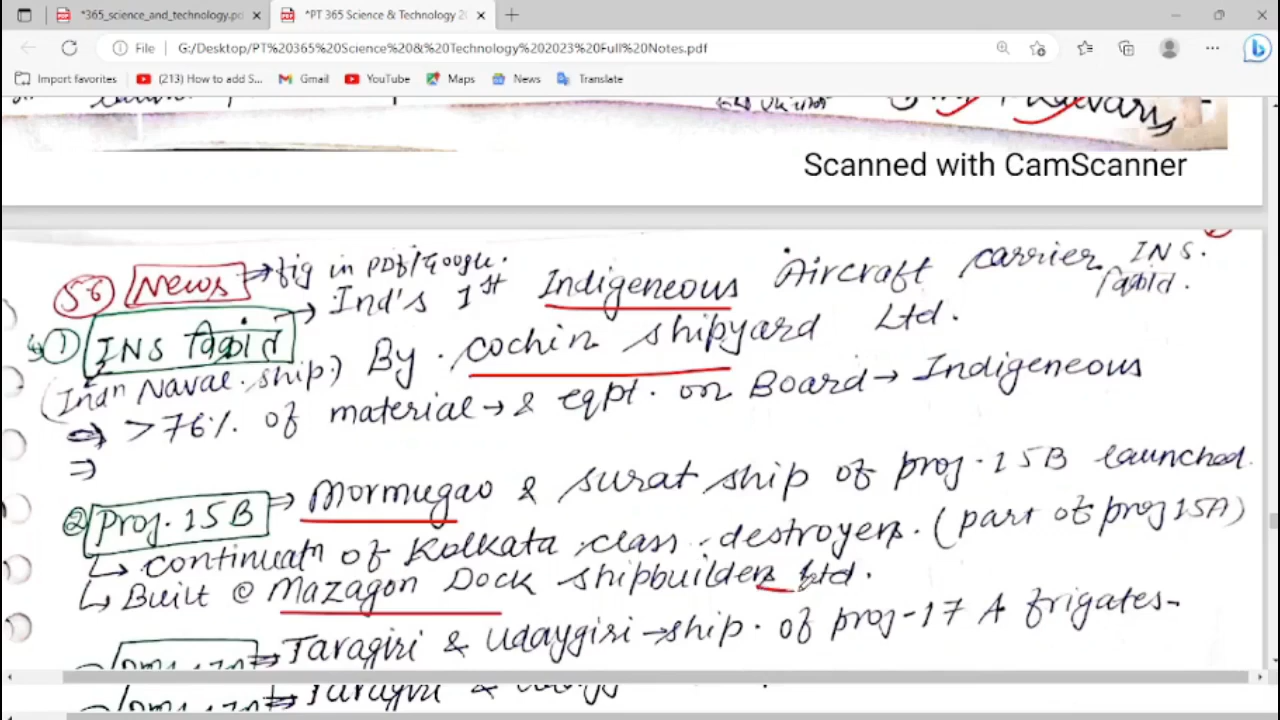 *365_science_and_technology.pd
*PT 365 Science & Technology 20
File
G:/Desktop/PT%20365%20Science%20&%20Technology%202023%20Full%20Notes.pdf
Import favorites
(213) How to add S...
Gmail
YouTube
Maps
News
Translate
Scanned with CamScanner
56 News → fig in PDF/Google.
① INS → Ind's 1st Indigeneous Aircraft carrier INS.
(Indn Naval ship.) By cochin shipyard Ltd.
⇒ >76% of material → & eqpt. on Board → Indigeneous
⇒
② Proj. 15B → Mormugao & surat ship of proj. 15B launched.
↳ continuatn of Kolkata class destroyers. (part of proj 15A)
↳ Built @ Mazagon Dock shipbuilders Ltd.
⇒ Taragiri & Udaygiri → ship. of proj-17 A frigates-